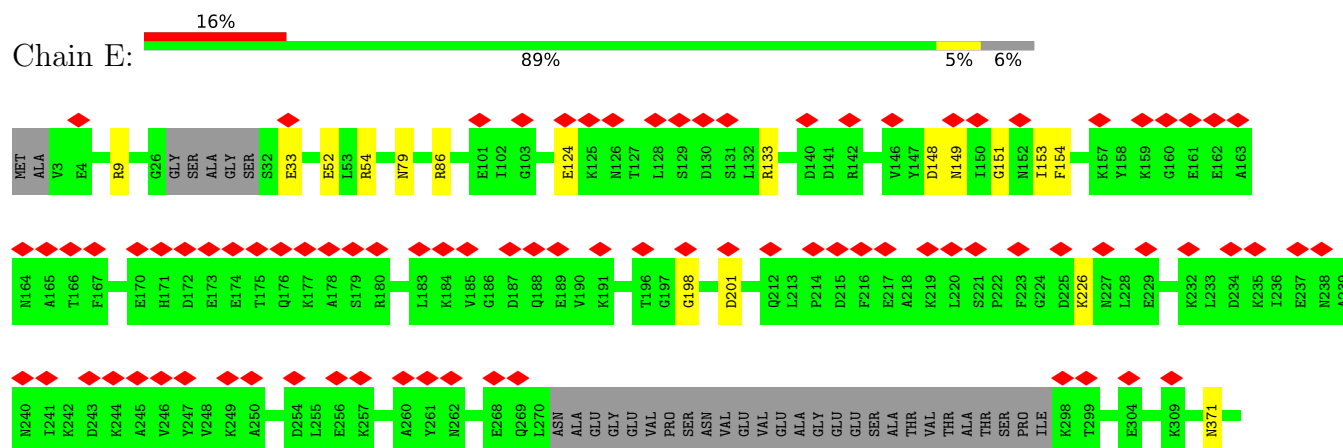 16%
Chain E:
89% 5% 6%
MET ALA V3 E4 R9 G26 GLY SER ALA GLY SER S32 E33 E52 L53 R54 N79 R86 E101 I102 G103 E124 K125 N126 T127 L128 S129 D130 S131 L132 R133 D140 D141 R142 V146 Y147 D148 N149 I150 G151 N152 I153 F154 K157 Y158 K159 G160 E161 E162 A163
N164 A165 T166 F167 E170 H171 D172 E173 E174 T175 Q176 K177 A178 S179 R180 L183 K184 V185 G186 D187 Q188 E189 V190 K191 T196 G197 G198 D201 Q212 L213 P214 D215 F216 E217 A218 K219 L220 S221 P222 F223 G224 D225 K226 N227 L228 E229 K232 L233 D234 K235 I236 E237 N238 A239
N240 I241 K242 D243 K244 A245 V246 Y247 V248 K249 A250 D254 L255 E256 K257 A260 Y261 N262 E268 Q269 L270 ASN ALA GLU GLY GLU VAL PRO SER ASN VAL GLU VAL GLU ALA GLY GLU GLU SER ALA THR VAL THR ALA THR SER PRO ILE K298 T299 E304 K309 N371